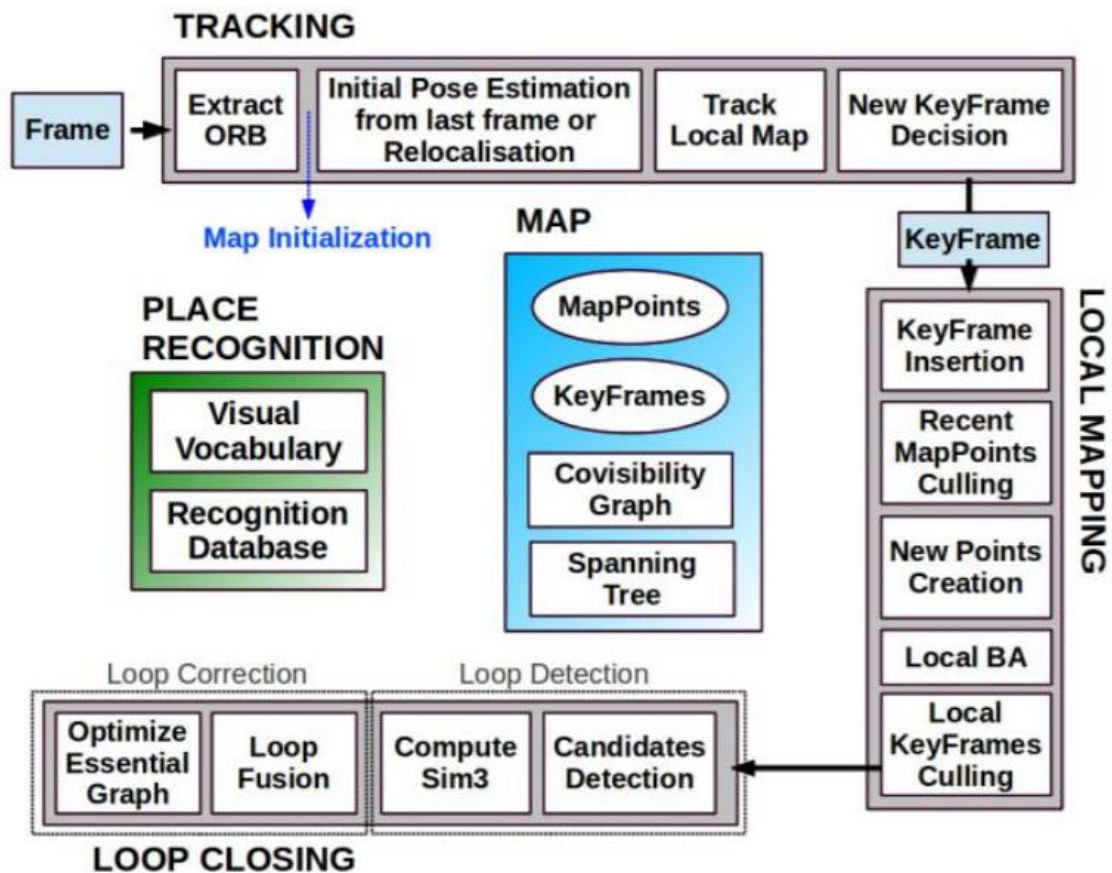 TRACKING
Frame
Extract
ORB
Initial Pose Estimation
from last frame or
Relocalisation
Track
Local Map
New KeyFrame
Decision
Map Initialization
MAP
KeyFrame
MapPoints
KeyFrames
Covisibility
Graph
Spanning
Tree
PLACE
RECOGNITION
Visual
Vocabulary
Recognition
Database
LOCAL MAPPING
KeyFrame
Insertion
Recent
MapPoints
Culling
New Points
Creation
Local BA
Local
KeyFrames
Culling
Loop Correction
Loop Detection
Optimize
Essential
Graph
Loop
Fusion
Compute
Sim3
Candidates
Detection
LOOP CLOSING